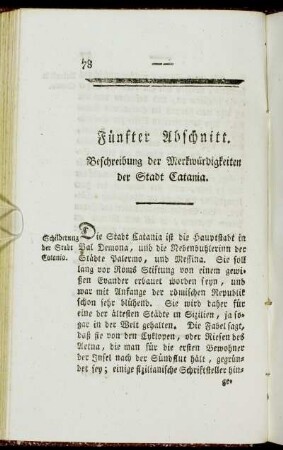 78
Fünfter Abschnitt.
Beschreibung der Merkwürdigkeiten
der Stadt Catania.
Schilderung
der Stadt
Catania.
Die Stadt Catania ist die Hauptstadt in
Val Demona, und die Nebenbuhlerinn der
Städte Palermo, und Messina. Sie soll
lang vor Roms Stiftung von einem gewi
ßen Evander erbauet worden seyn, und
war mit Anfange der römischen Republik
schon sehr blühend. Sie wird daher für
eine der ältesten Städte in Sizilien, ja so
gar in der Welt gehalten. Die Fabel sagt,
daß sie von den Cyklopen, oder Riesen des
Aetna, die man für die ersten Bewohner
der Insel nach der Sündflut hält, gegrün
det sey; einige sizilianische Schriftsteller hin=
ge=